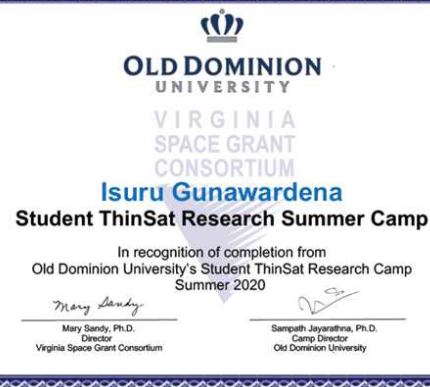 OLD DOMINION
UNIVERSITY
VIRGINIA
SPACE GRANT
CONSORTIUM
Isuru Gunawardena
Student ThinSat Research Summer Camp
In recognition of completion from
Old Dominion University's Student ThinSat Research Camp
Summer 2020
Mary Sandy
Mary Sandy, Ph.D.
Director
Virginia Space Grant Consortium
Sampath Jayarathna, Ph.D.
Camp Director
Old Dominion University